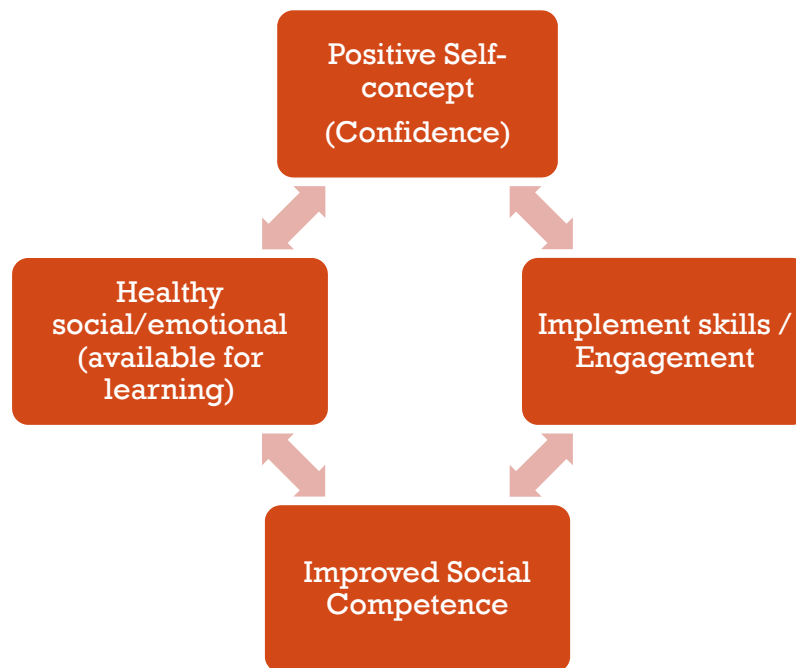 Positive Self-
concept
(Confidence)
Healthy
social/emotional
(available for
learning)
Implement skills /
Engagement
Improved Social
Competence